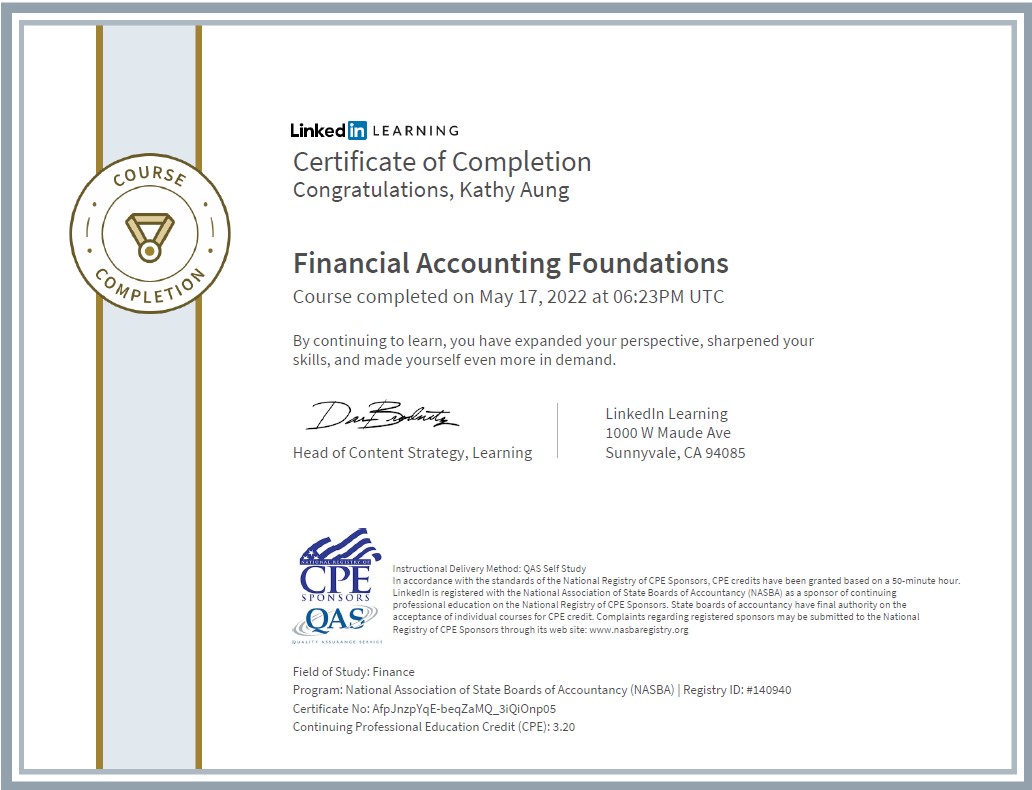 COURSE
COMPLETION
Linked in LEARNING
Certificate of Completion
Congratulations, Kathy Aung
Financial Accounting Foundations
Course completed on May 17, 2022 at 06:23PM UTC
By continuing to learn, you have expanded your perspective, sharpened your
skills, and made yourself even more in demand.
Head of Content Strategy, Learning
LinkedIn Learning
1000 W Maude Ave
Sunnyvale, CA 94085
NATIONAL REGISTRY OF
CPE
SPONSORS
QAS
QUALITY ASSURANCE SERVICE
Instructional Delivery Method: QAS Self Study
In accordance with the standards of the National Registry of CPE Sponsors, CPE credits have been granted based on a 50-minute hour.
LinkedIn is registered with the National Association of State Boards of Accountancy (NASBA) as a sponsor of continuing
professional education on the National Registry of CPE Sponsors. State boards of accountancy have final authority on the
acceptance of individual courses for CPE credit. Complaints regarding registered sponsors may be submitted to the National
Registry of CPE Sponsors through its web site: www.nasbaregistry.org
Field of Study: Finance
Program: National Association of State Boards of Accountancy (NASBA) | Registry ID: #140940
Certificate No: AfpJnzpYqE-beqZaMQ_3iQiOnp05
Continuing Professional Education Credit (CPE): 3.20